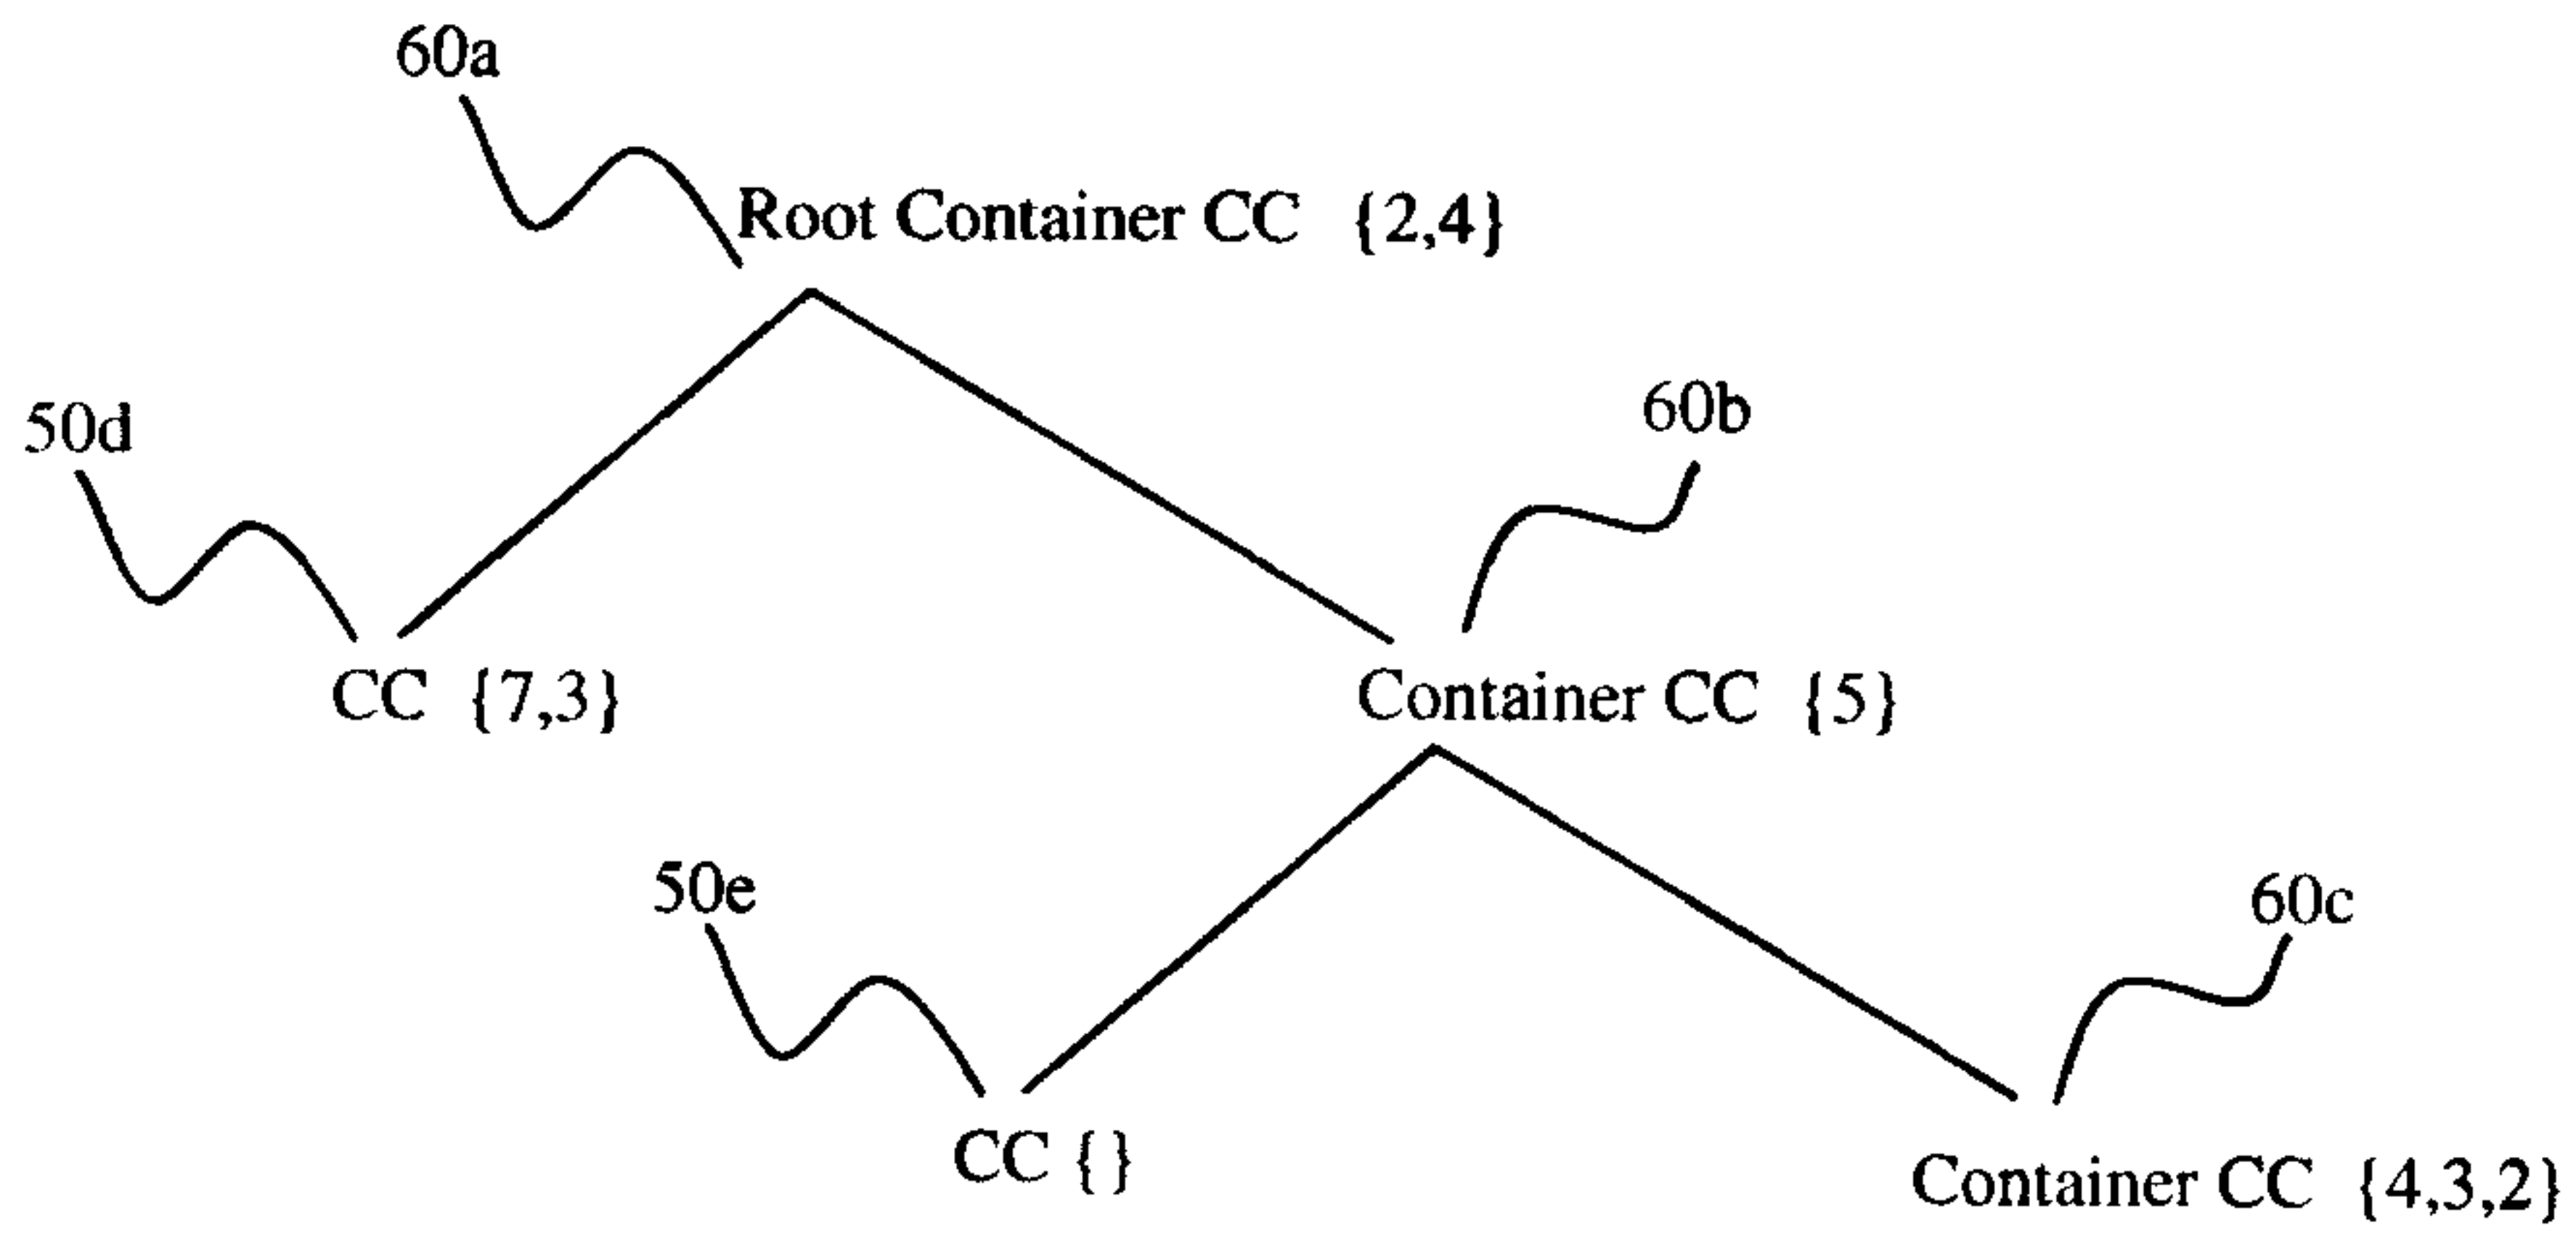 60a
Root Container CC {2,4}
50d
60b
CC {7,3}
Container CC {5}
50e
60c
CC { }
Container CC {4,3,2}